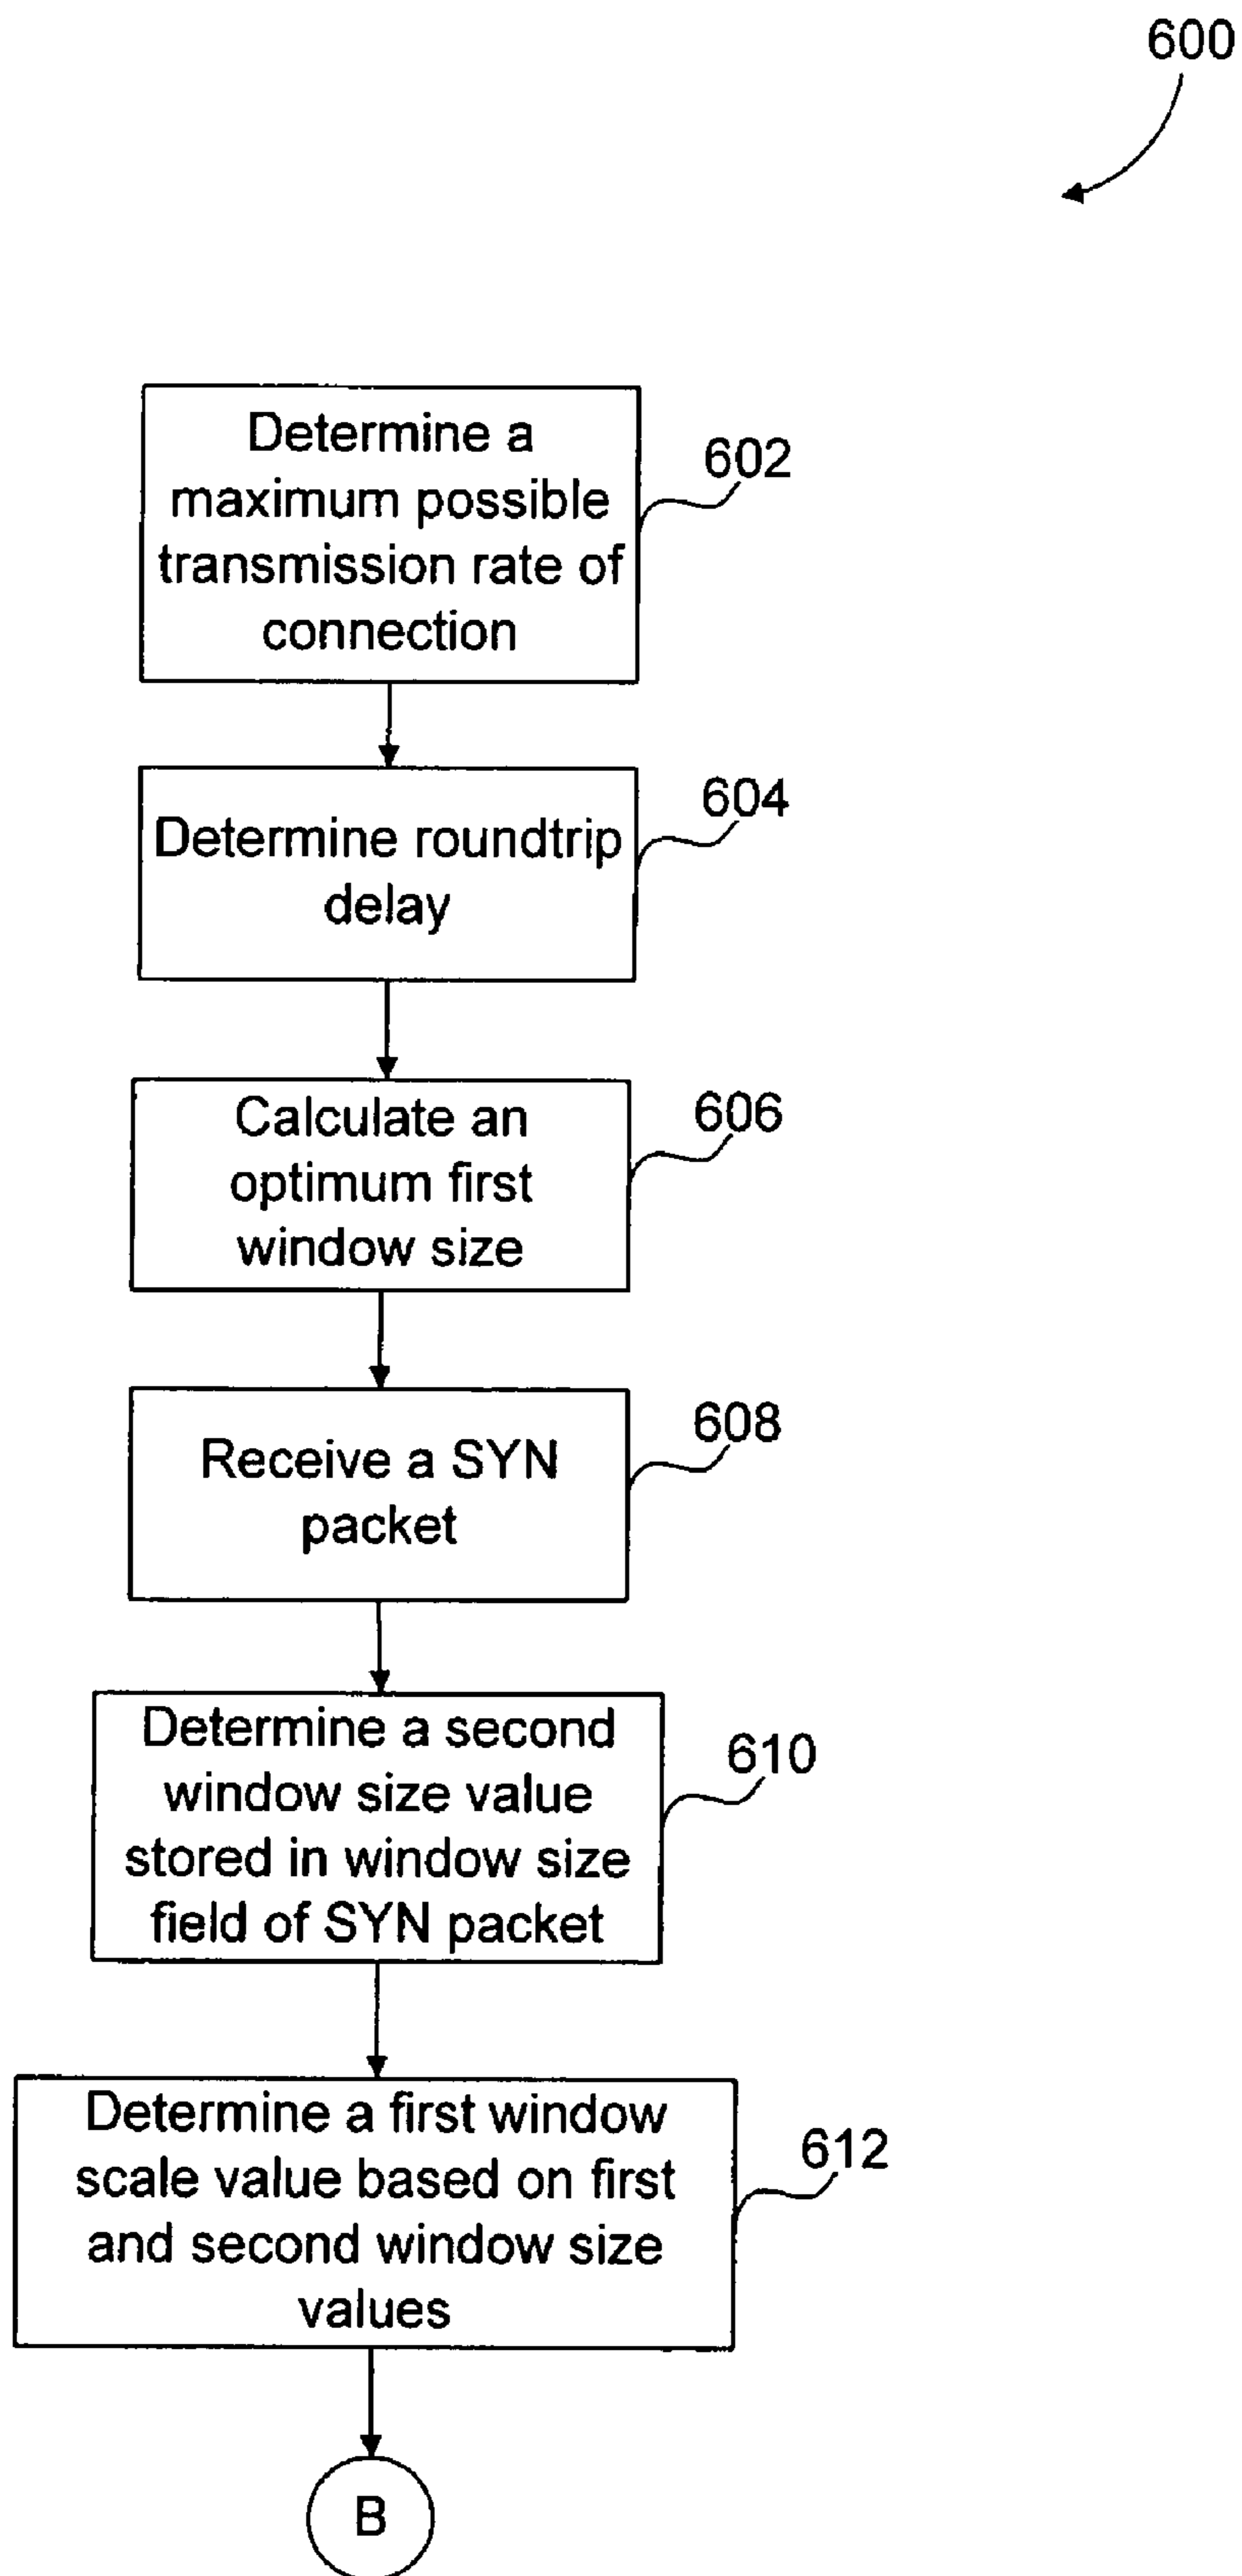 600
Determine a
maximum possible
transmission rate of
connection
602
Determine roundtrip
delay
604
Calculate an
optimum first
window size
606
Receive a SYN
packet
608
Determine a second
window size value
stored in window size
field of SYN packet
610
Determine a first window
scale value based on first
and second window size
values
612
B